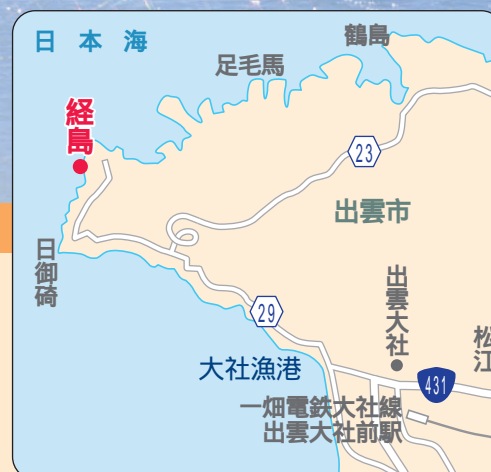 日本海
鶴島
足毛馬
経島
23
出雲市
日御碕
出雲大社
29
松江
大社漁港
431
一畑電鉄大社線
出雲大社前駅